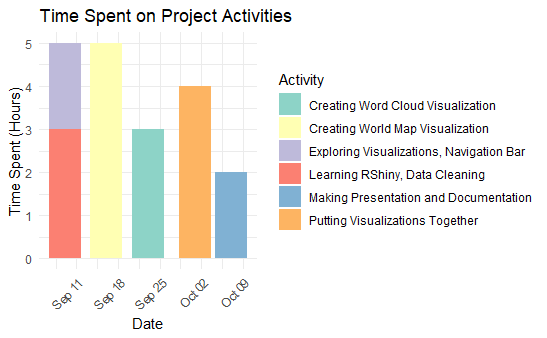 Time Spent on Project Activities
Time Spent (Hours)
5
4
3
2
1
0
Sep 11
Sep 18
Sep 25
Oct 02
Oct 09
Date
Activity
Creating Word Cloud Visualization
Creating World Map Visualization
Exploring Visualizations, Navigation Bar
Learning RShiny, Data Cleaning
Making Presentation and Documentation
Putting Visualizations Together